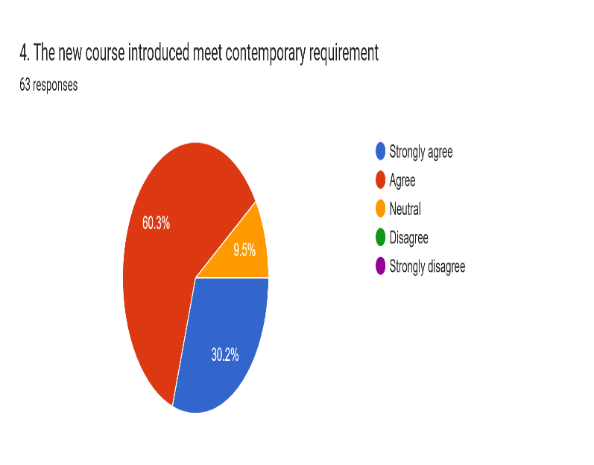 4. The new course introduced meet contemporary requirement
63 responses
Strongly agree
Agree
Neutral
Disagree
Strongly disagree
60.3%
9.5%
30.2%